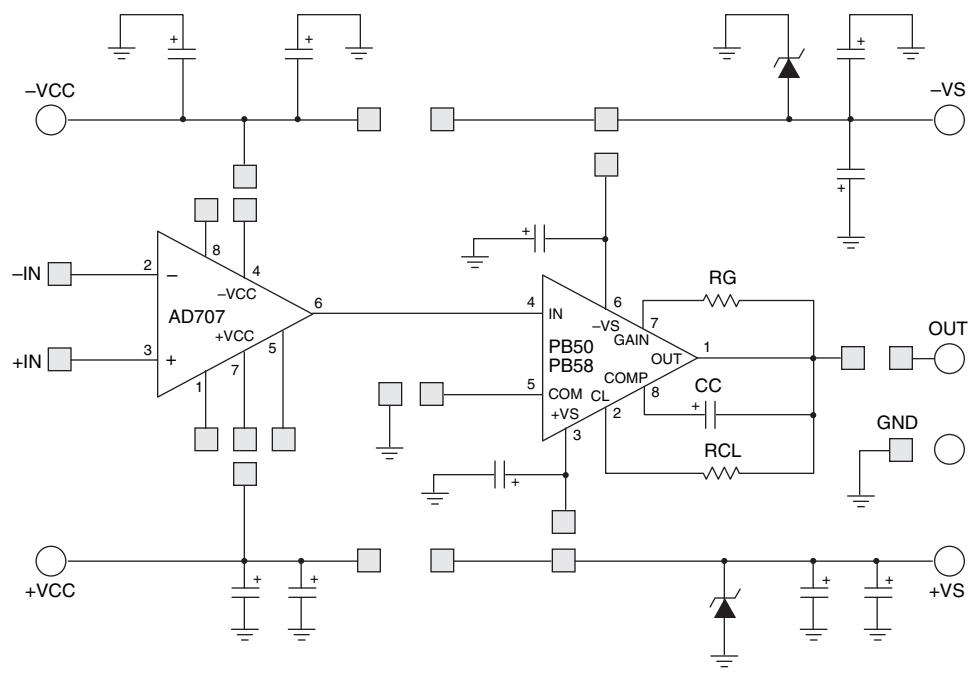 +
+
+
–VCC
–VS
+
8
4
+
–IN
2
–
–VCC
6
AD707
+VCC
+IN
3
+
7
5
1
4
IN
6
–VS
7
GAIN
RG
PB50
PB58
OUT
1
OUT
5
COM
CL
COMP
8
CC
+
+VS
2
3
RCL
GND
+
+VCC
+
+
+
+
+VS